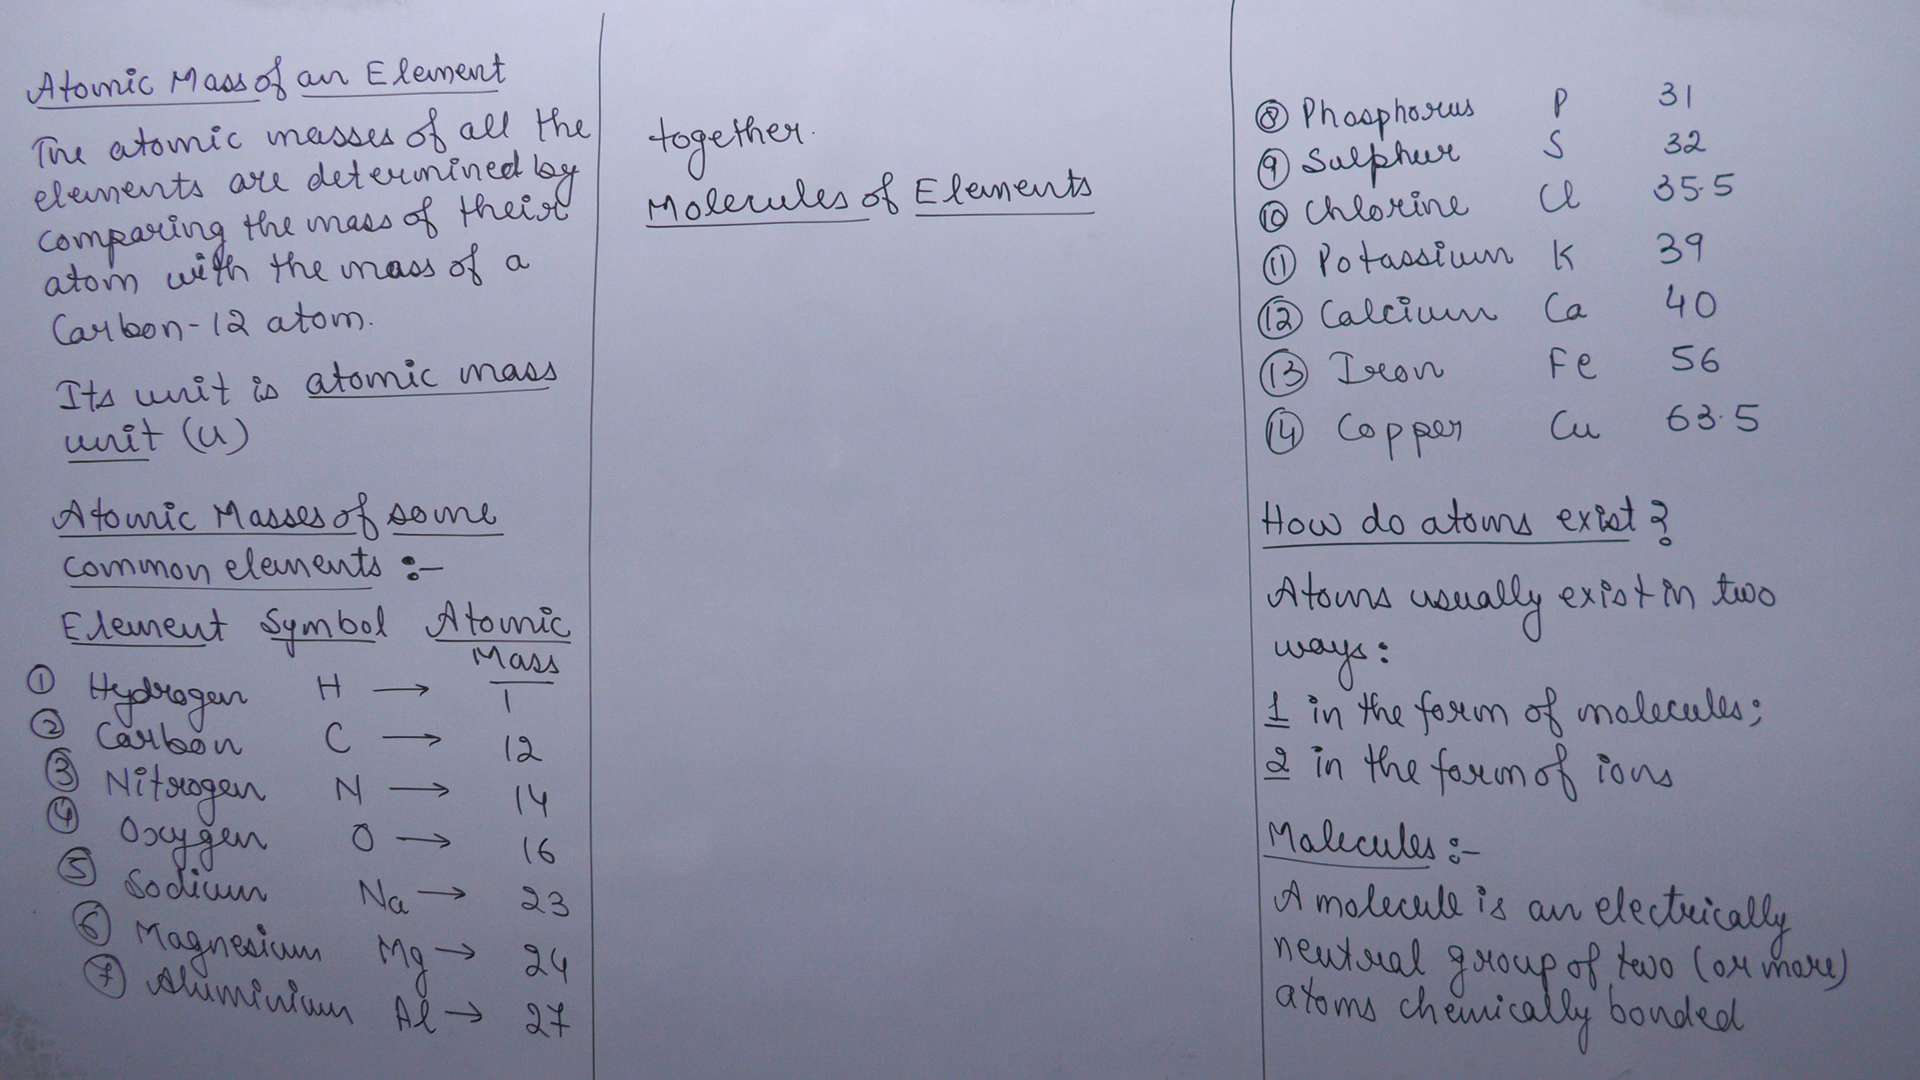 Atomic Mass of an Element
The atomic masses of all the
elements are determined by
comparing the mass of their
atom with the mass of a
Carbon-12 atom.
Its unit is atomic mass
unit (u)
Atomic Masses of some
common elements :-
Element Symbol Atomic
Mass
① Hydrogen H → 1
② Carbon C → 12
③ Nitrogen N → 14
④ Oxygen O → 16
⑤ Sodium Na → 23
⑥ Magnesium Mg → 24
⑦ Aluminium Al → 27
⑧ Phosphorus P 31
⑨ Sulphur S 32
⑩ Chlorine Cl 35.5
⑪ Potassium K 39
⑫ Calcium Ca 40
⑬ Iron Fe 56
⑭ Copper Cu 63.5
How do atoms exist?
Atoms usually exist in two
ways:
1 in the form of molecules;
2 in the form of ions
Malecules :-
A molecule is an electrically
neutral group of two (or more)
atoms chemically bonded
together.
Molecules of Elements